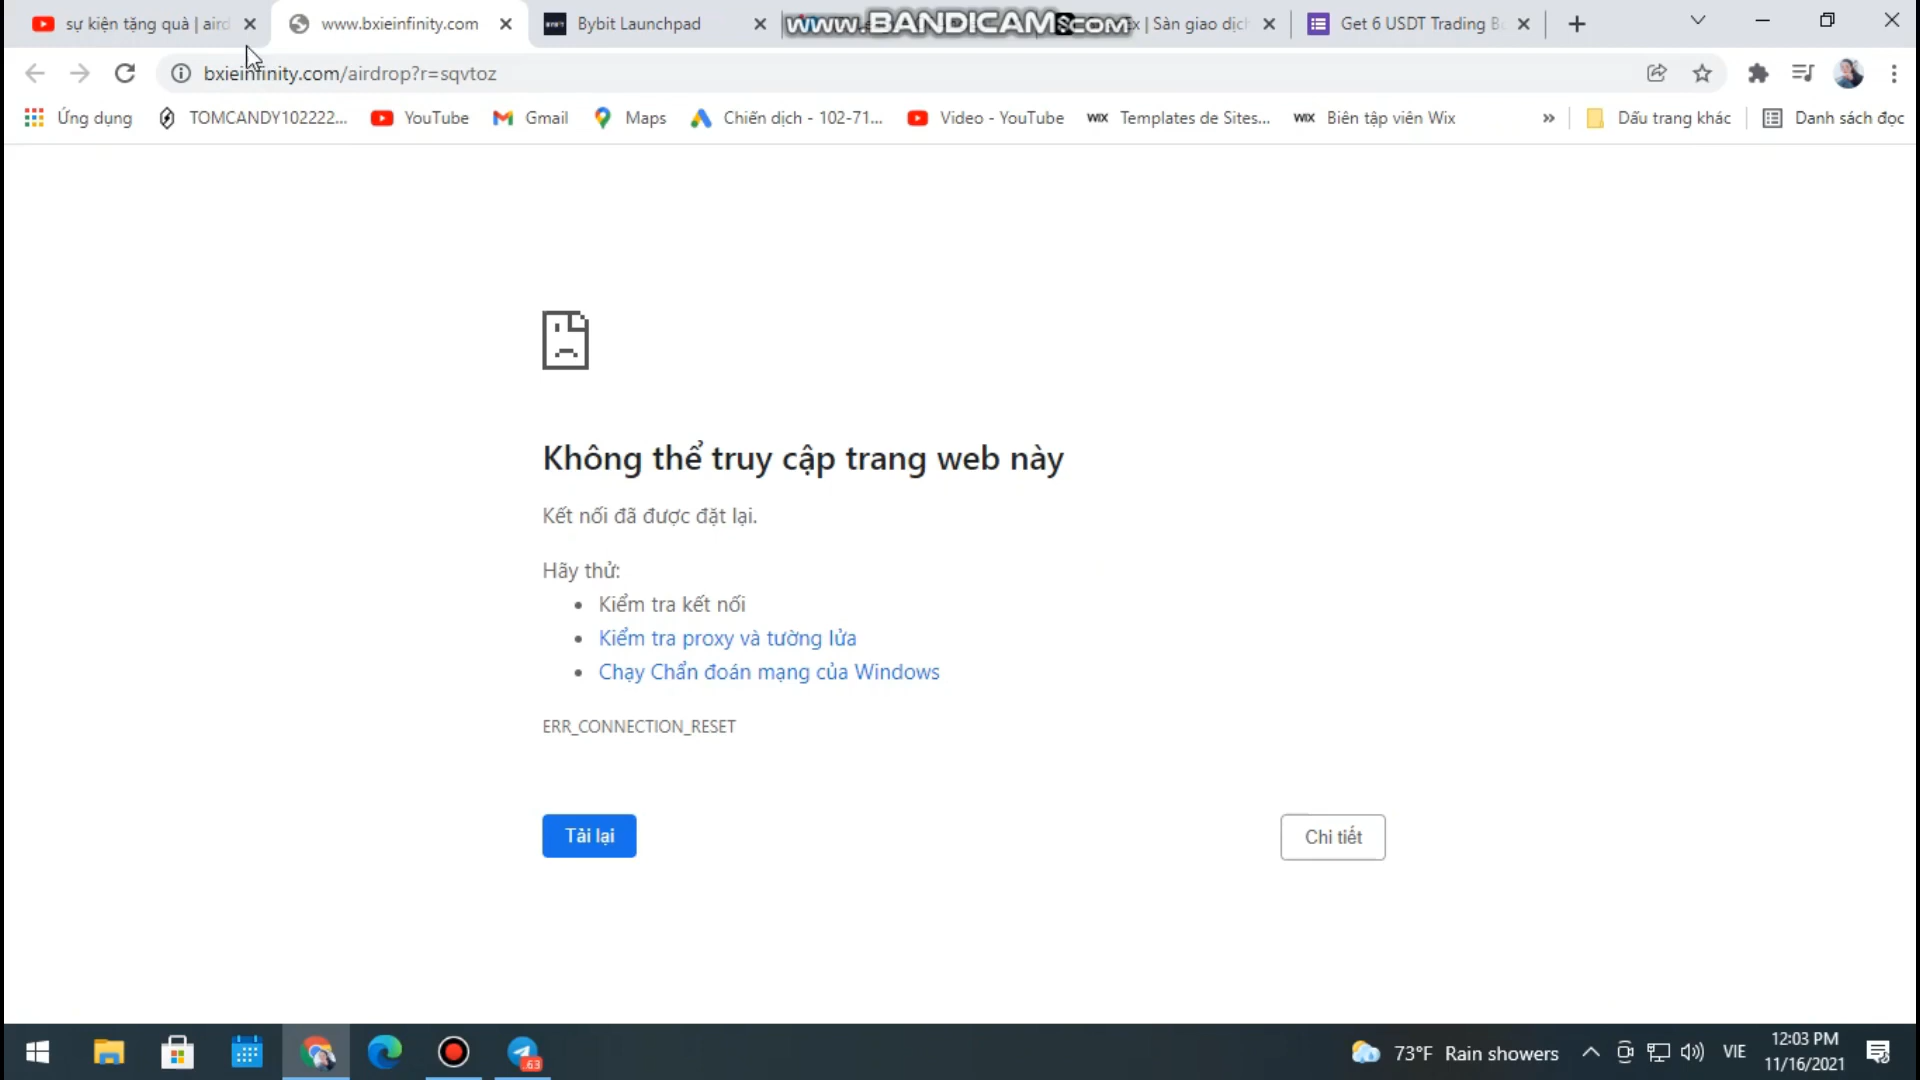 sự kiện tặng quà | aird
www.bxieinfinity.com
Bybit Launchpad
www.BANDICAM.com
Ex | Sàn giao dịch
Get 6 USDT Trading Bo
bxieinfinity.com/airdrop?r=sqvtoz
Ứng dụng
TOMCANDY102222...
YouTube
Gmail
Maps
Chiến dịch - 102-71...
Video - YouTube
WIX Templates de Sites...
WIX Biên tập viên Wix
»
Dấu trang khác
Danh sách đọc
Không thể truy cập trang web này
Kết nối đã được đặt lại.
Hãy thử:
• Kiểm tra kết nối
• Kiểm tra proxy và tường lửa
• Chạy Chẩn đoán mạng của Windows
ERR_CONNECTION_RESET
Tải lại
Chi tiết
63
73°F Rain showers
VIE
12:03 PM
11/16/2021